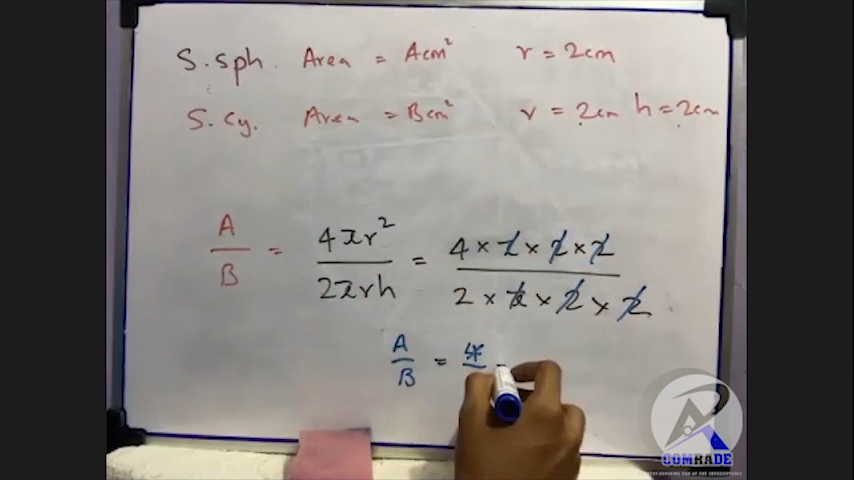 S.sph. Area = Acm² r = 2cm
S.Cy. Area = Bcm² r = 2cm h = 2cm
A/B = 4πr²/2πrh = 4 × π × 2 × 2/2 × π × 2 × 2
A/B = 4
COMRADE